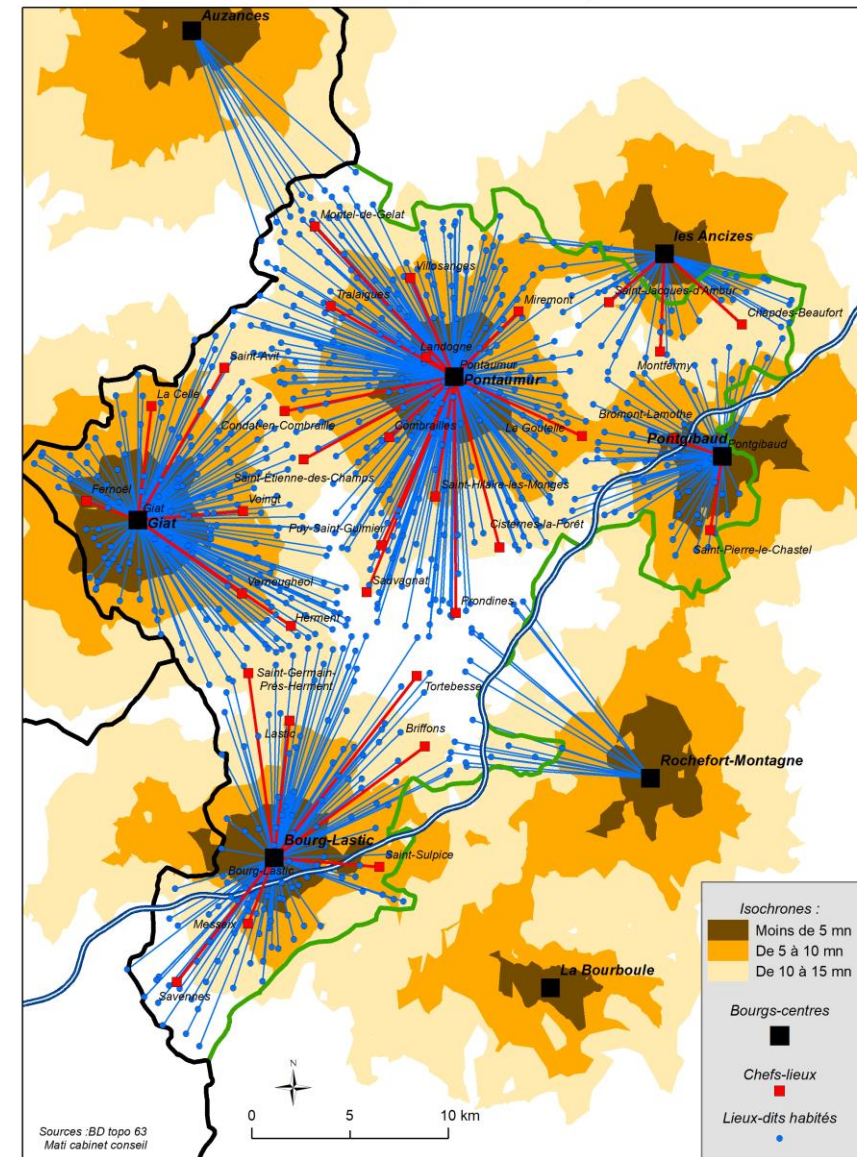 Auzances
Montel-de-Gelat
les Ancizes
Villosanges
Saint-Jacques-d'Ambur
Tralaigues
Miremont
Chapdes-Beaufort
Landogne
Saint-Avit
Pontaumur
Montfermy
Pontaumur
La Celle
Condat-en-Combraille
Bromont-Lamothe
Combrailles
La Goutelle
Pontgibaud
Pontgibaud
Saint-Étienne-des-Champs
Fernoël
Saint-Hilaire-les-Monges
Voingt
Giat
Giat
Puy-Saint-Gulmier
Cisternes-la-Forêt
Saint-Pierre-le-Chastel
Verneugheol
Sauvagnat
Prondines
Herment
Saint-Germain-
Près-Herment
Tortebesse
Lastic
Briffons
Rochefort-Montagne
Bourg-Lastic
Saint-Sulpice
Bourg-Lastic
Messeix
La Bourboule
Savennes
Isochrones :
Moins de 5 mn
De 5 à 10 mn
De 10 à 15 mn
Bourgs-centres
Chefs-lieux
Lieux-dits habités
N
0 5 10 km
Sources :BD topo 63
Mati cabinet conseil